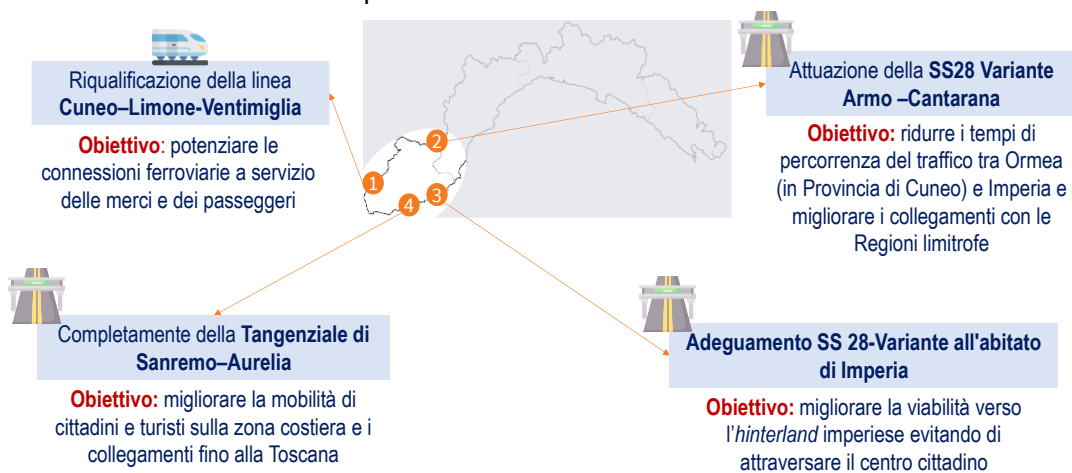 Riqualificazione della linea
Cuneo–Limone-Ventimiglia
Obiettivo: potenziare le
connessioni ferroviarie a servizio
delle merci e dei passeggeri
Attuazione della SS28 Variante
Armo –Cantarana
Obiettivo: ridurre i tempi di
percorrenza del traffico tra Ormea
(in Provincia di Cuneo) e Imperia e
migliorare i collegamenti con le
Regioni limitrofe
1
2
3
4
Completamente della Tangenziale di
Sanremo–Aurelia
Obiettivo: migliorare la mobilità di
cittadini e turisti sulla zona costiera e i
collegamenti fino alla Toscana
Adeguamento SS 28-Variante all'abitato
di Imperia
Obiettivo: migliorare la viabilità verso
l’hinterland imperiese evitando di
attraversare il centro cittadino